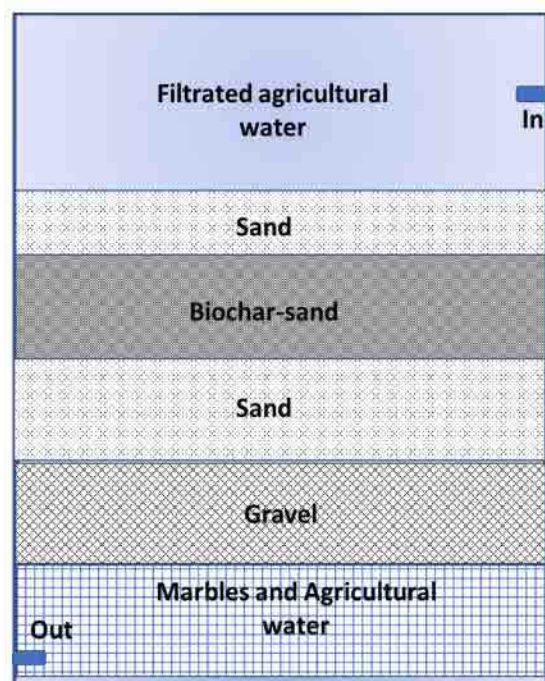 Filtrated agricultural
water
In
Sand
Biochar-sand
Sand
Gravel
Marbles and Agricultural
water
Out